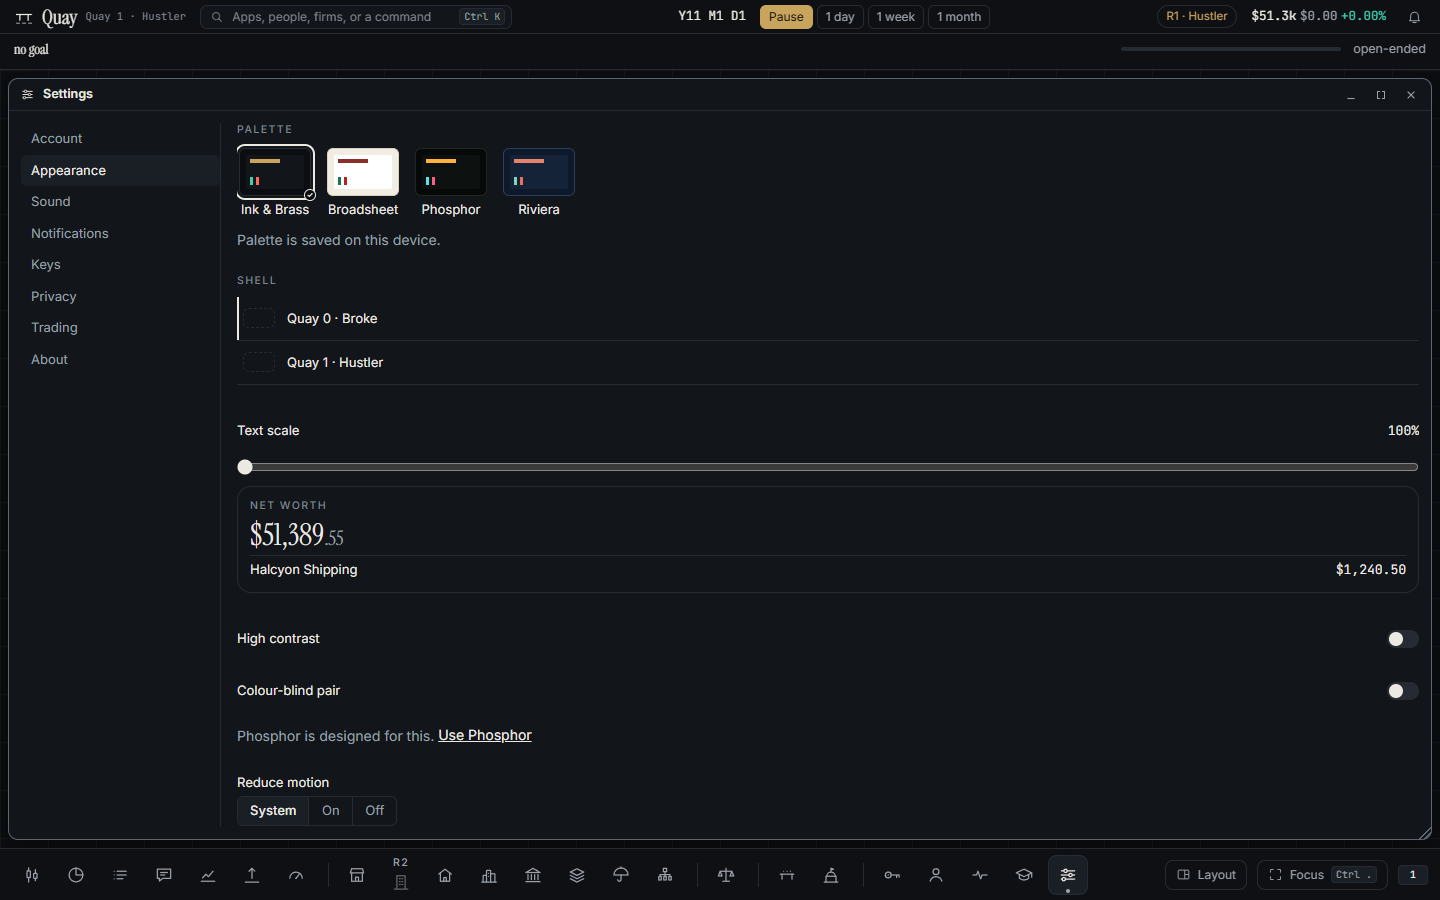 Quay Quay 1 · Hustler Apps, people, firms, or a command Ctrl K Y11 M1 D1 Pause 1 day 1 week 1 month R1 · Hustler $51.3k $0.00 +0.00%
no goal open-ended
Settings
Account
Appearance
Sound
Notifications
Keys
Privacy
Trading
About
PALETTE
Ink & Brass Broadsheet Phosphor Riviera
Palette is saved on this device.
SHELL
Quay 0 · Broke
Quay 1 · Hustler
Text scale 100%
NET WORTH
$51,389.55
Halcyon Shipping $1,240.50
High contrast
Colour-blind pair
Phosphor is designed for this. Use Phosphor
Reduce motion
System On Off
R2
Layout Focus Ctrl . 1